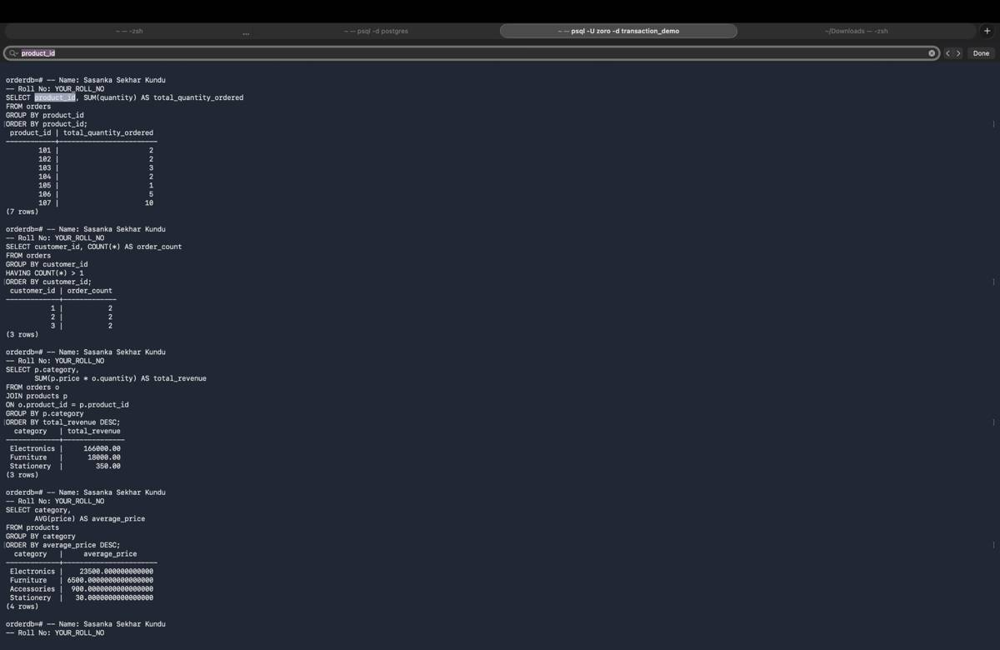 ~ — -zsh
...
~ — psql -d postgres
~ — psql -U zoro -d transaction_demo
~/Downloads — -zsh
+
product_id
Done
orderdb=# -- Name: Sasanka Sekhar Kundu
-- Roll No: YOUR_ROLL_NO
SELECT product_id, SUM(quantity) AS total_quantity_ordered
FROM orders
GROUP BY product_id
ORDER BY product_id;
 product_id | total_quantity_ordered
------------+------------------------
        101 |                      2
        102 |                      2
        103 |                      3
        104 |                      2
        105 |                      1
        106 |                      5
        107 |                     10
(7 rows)
orderdb=# -- Name: Sasanka Sekhar Kundu
-- Roll No: YOUR_ROLL_NO
SELECT customer_id, COUNT(*) AS order_count
FROM orders
GROUP BY customer_id
HAVING COUNT(*) > 1
ORDER BY customer_id;
 customer_id | order_count
-------------+-------------
           1 |           2
           2 |           2
           3 |           2
(3 rows)
orderdb=# -- Name: Sasanka Sekhar Kundu
-- Roll No: YOUR_ROLL_NO
SELECT p.category,
       SUM(p.price * o.quantity) AS total_revenue
FROM orders o
JOIN products p
ON o.product_id = p.product_id
GROUP BY p.category
ORDER BY total_revenue DESC;
  category   | total_revenue
-------------+---------------
 Electronics |     166000.00
 Furniture   |      18000.00
 Stationery  |        350.00
(3 rows)
orderdb=# -- Name: Sasanka Sekhar Kundu
-- Roll No: YOUR_ROLL_NO
SELECT category,
       AVG(price) AS average_price
FROM products
GROUP BY category
ORDER BY average_price DESC;
  category   |     average_price
-------------+-----------------------
 Electronics |    23500.000000000000
 Furniture   | 6500.0000000000000000
 Accessories |  900.0000000000000000
 Stationery  |   30.0000000000000000
(4 rows)
orderdb=# -- Name: Sasanka Sekhar Kundu
-- Roll No: YOUR_ROLL_NO